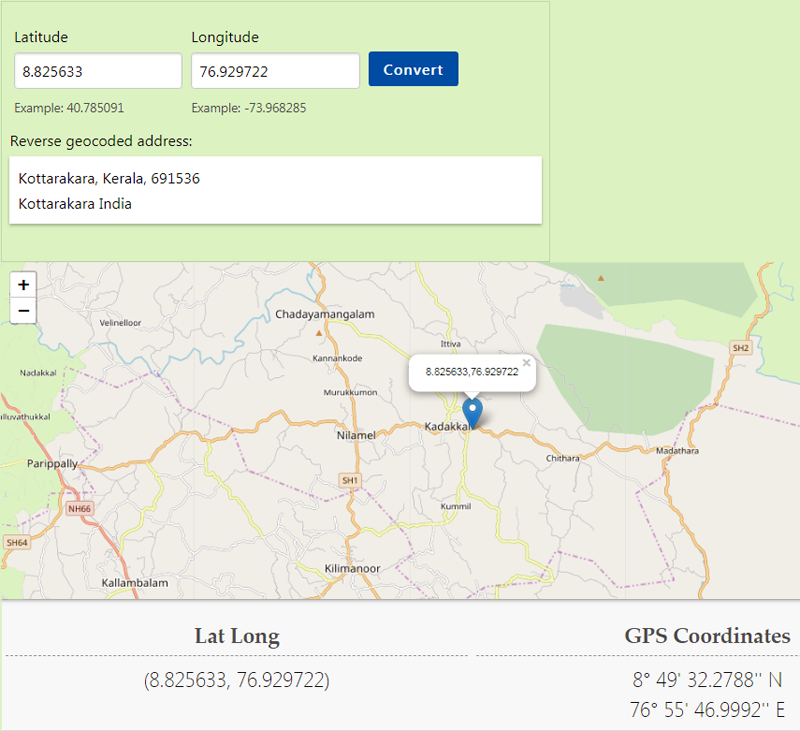 Latitude Longitude
8.825633 76.929722 Convert
Example: 40.785091 Example: -73.968285
Reverse geocoded address:
Kottarakara, Kerala, 691536
Kottarakara India
+
−
Chadayamangalam
Velinelloor
Ittiva
SH2
Kannankode
Nadakkal
8.825633,76.929722 ×
Murukkumon
Kadakkal
Nilamel
Madathara
Chithara
Parippally
SH1
NH66
Kummil
SH64
Kilimanoor
Kallambalam
Lat Long GPS Coordinates
(8.825633, 76.929722) 8° 49' 32.2788'' N
76° 55' 46.9992'' E